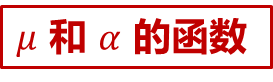 μ 和 α 的函数